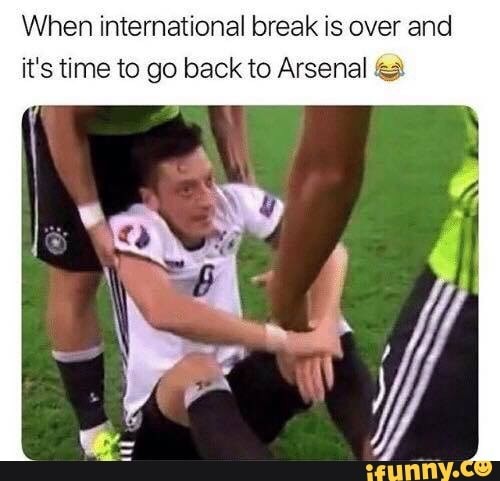 When international break is over and
it's time to go back to Arsenal 😂
8
ifunny.co